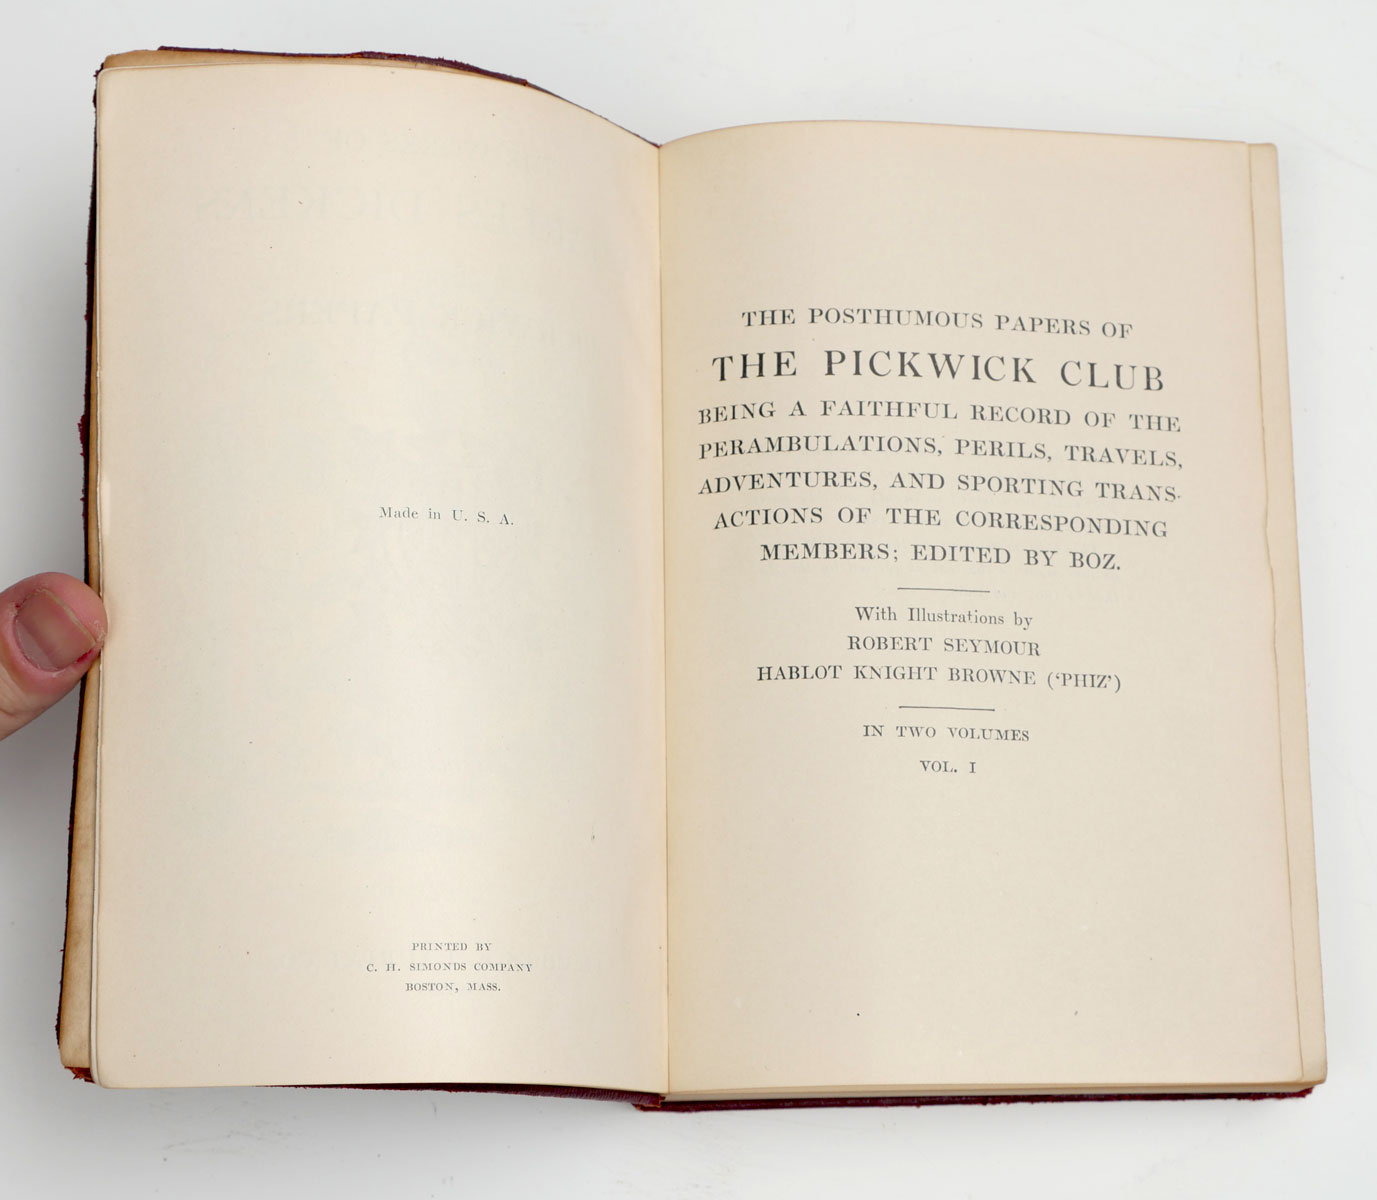 Made in U. S. A.
PRINTED BY
C. H. SIMONDS COMPANY
BOSTON, MASS.
THE POSTHUMOUS PAPERS OF
THE PICKWICK CLUB
BEING A FAITHFUL RECORD OF THE
PERAMBULATIONS, PERILS, TRAVELS,
ADVENTURES, AND SPORTING TRANS-
ACTIONS OF THE CORRESPONDING
MEMBERS; EDITED BY BOZ.
With Illustrations by
ROBERT SEYMOUR
HABLOT KNIGHT BROWNE ('PHIZ')
IN TWO VOLUMES
VOL. I